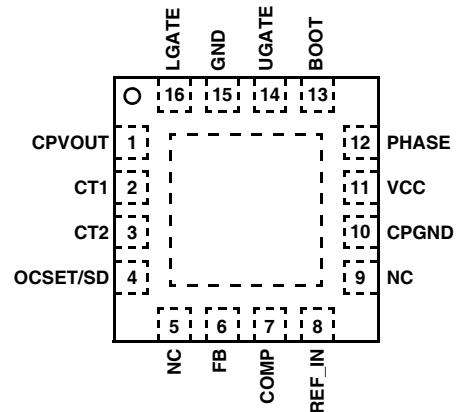 LGATE
GND
UGATE
BOOT
16 15 14 13
CPVOUT 1
12 PHASE
CT1 2
11 VCC
CT2 3
10 CPGND
OCSET/SD 4
9 NC
5 6 7 8
NC
FB
COMP
REF_IN